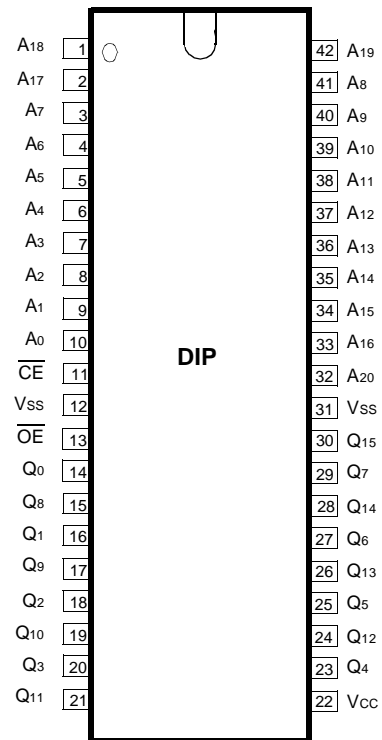 A18 1 42 A19
A17 2 41 A8
A7 3 40 A9
A6 4 39 A10
A5 5 38 A11
A4 6 37 A12
A3 7 36 A13
A2 8 35 A14
A1 9 34 A15
A0 10 33 A16
DIP
CE 11 32 A20
VSS 12 31 VSS
OE 13 30 Q15
Q0 14 29 Q7
Q8 15 28 Q14
Q1 16 27 Q6
Q9 17 26 Q13
Q2 18 25 Q5
Q10 19 24 Q12
Q3 20 23 Q4
Q11 21 22 VCC